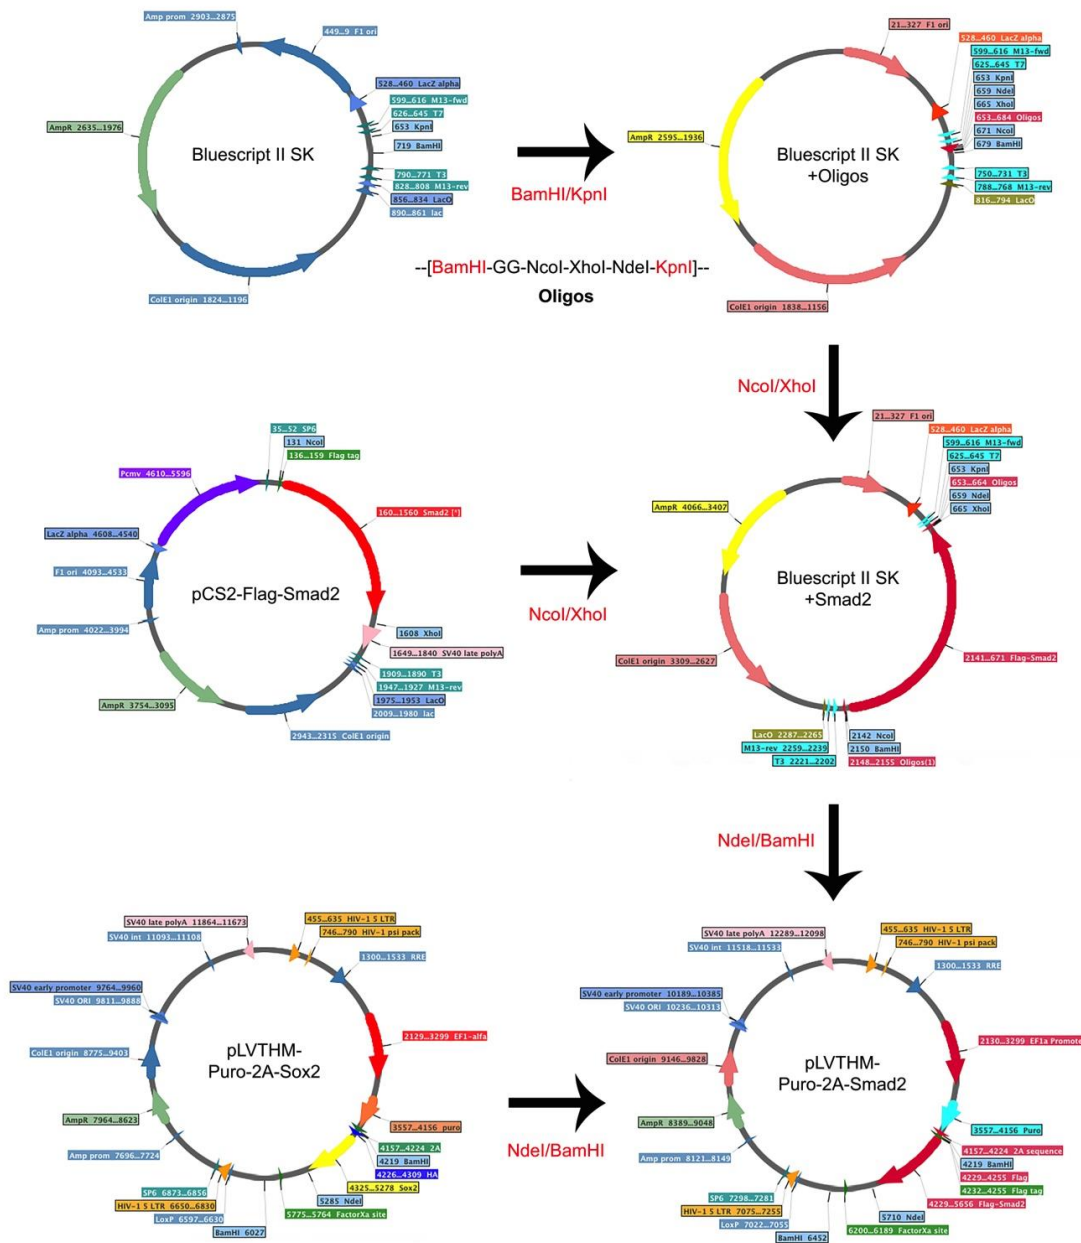 Amp prom 2903...2875
449...9 F1 ori
528...460 LacZ alpha
599...616 M13-fwd
626...645 T7
653 KpnI
719 BamHI
790...771 T3
828...808 M13-rev
856...834 LacO
890...861 lac
AmpR 2635...1976
Bluescript II SK
ColE1 origin 1824...1196
BamHI/KpnI
21...327 F1 ori
528...460 LacZ alpha
599...616 M13-fwd
625...645 T7
653 KpnI
659 NdeI
665 XhoI
653...684 Oligos
671 NcoI
679 BamHI
750...731 T3
788...768 M13-rev
816...794 LacO
AmpR 2595...1936
Bluescript II SK
+Oligos
ColE1 origin 1838...1156
--[BamHI-GG-NcoI-XhoI-NdeI-KpnI]--
Oligos
NcoI/XhoI
35...52 SP6
131 NcoI
136...159 Flag tag
Pcmv 4610...5596
160...1560 Smad2 [*]
LacZ alpha 4608...4540
F1 ori 4093...4533
pCS2-Flag-Smad2
Amp prom 4022...3994
1608 XhoI
1649...1840 SV40 late polyA
1909...1890 T3
1947...1927 M13-rev
1975...1953 LacO
2009...1980 lac
AmpR 3754...3095
2943...2315 ColE1 origin
NcoI/XhoI
21...327 F1 ori
528...460 LacZ alpha
599...616 M13-fwd
625...645 T7
653 KpnI
653...664 Oligos
659 NdeI
665 XhoI
AmpR 4066...3407
Bluescript II SK
+Smad2
ColE1 origin 3309...2627
2141...671 Flag-Smad2
LacO 2287...2265
M13-rev 2259...2239
T3 2221...2202
2142 NcoI
2150 BamHI
2148...2155 Oligos(1)
NdeI/BamHI
SV40 late polyA 11864...11673
SV40 int 11093...11108
455...635 HIV-1 5 LTR
746...790 HIV-1 psi pack
1300...1533 RRE
SV40 early promoter 9764...9960
SV40 ORI 9811...9888
2129...3299 EF1-alfa
ColE1 origin 8775...9403
pLVTHM-
Puro-2A-Sox2
AmpR 7964...8623
3557...4156 puro
4157...4224 2A
4219 BamHI
4226...4309 HA
4325...5278 Sox2
5285 NdeI
5775...5764 FactorXa site
Amp prom 7696...7724
SP6 6873...6856
HIV-1 5 LTR 6650...6830
LoxP 6597...6630
BamHI 6027
NdeI/BamHI
SV40 late polyA 12289...12098
SV40 int 11518...11533
455...635 HIV-1 5 LTR
746...790 HIV-1 psi pack
1300...1533 RRE
SV40 early promoter 10189...10385
SV40 ORI 10236...10313
2130...3299 EF1a Promote
ColE1 origin 9146...9828
pLVTHM-
Puro-2A-Smad2
AmpR 8389...9048
3557...4156 Puro
4157...4224 2A sequence
4219 BamHI
4229...4255 Flag
4232...4255 Flag tag
4229...5656 Flag-Smad2
5710 NdeI
6200...6189 FactorXa site
Amp prom 8121...8149
SP6 7298...7281
HIV-1 5 LTR 7075...7255
LoxP 7022...7055
BamHI 6452